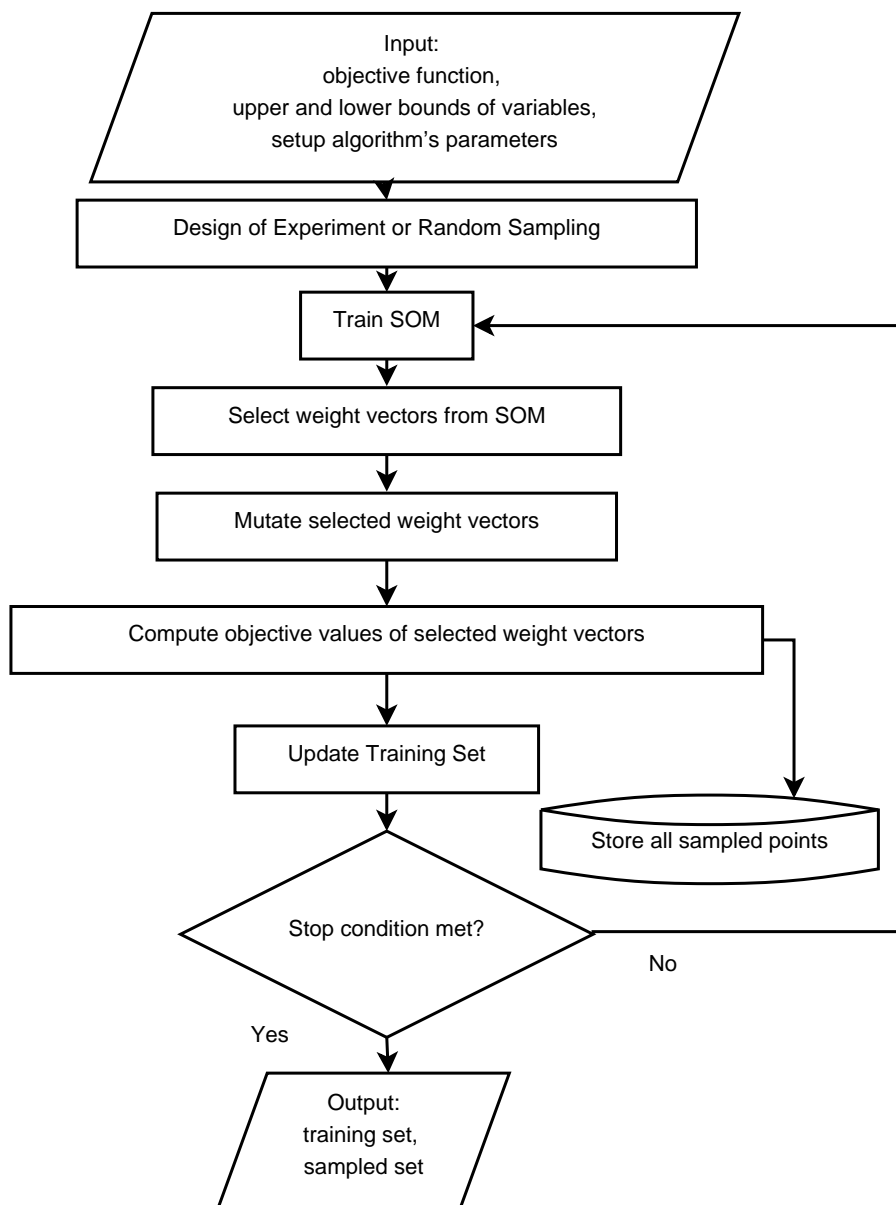 Input:
objective function,
upper and lower bounds of variables,
setup algorithm's parameters
Design of Experiment or Random Sampling
Train SOM
Select weight vectors from SOM
Mutate selected weight vectors
Compute objective values of selected weight vectors
Update Training Set
Store all sampled points
Stop condition met?
No
Yes
Output:
training set,
sampled set